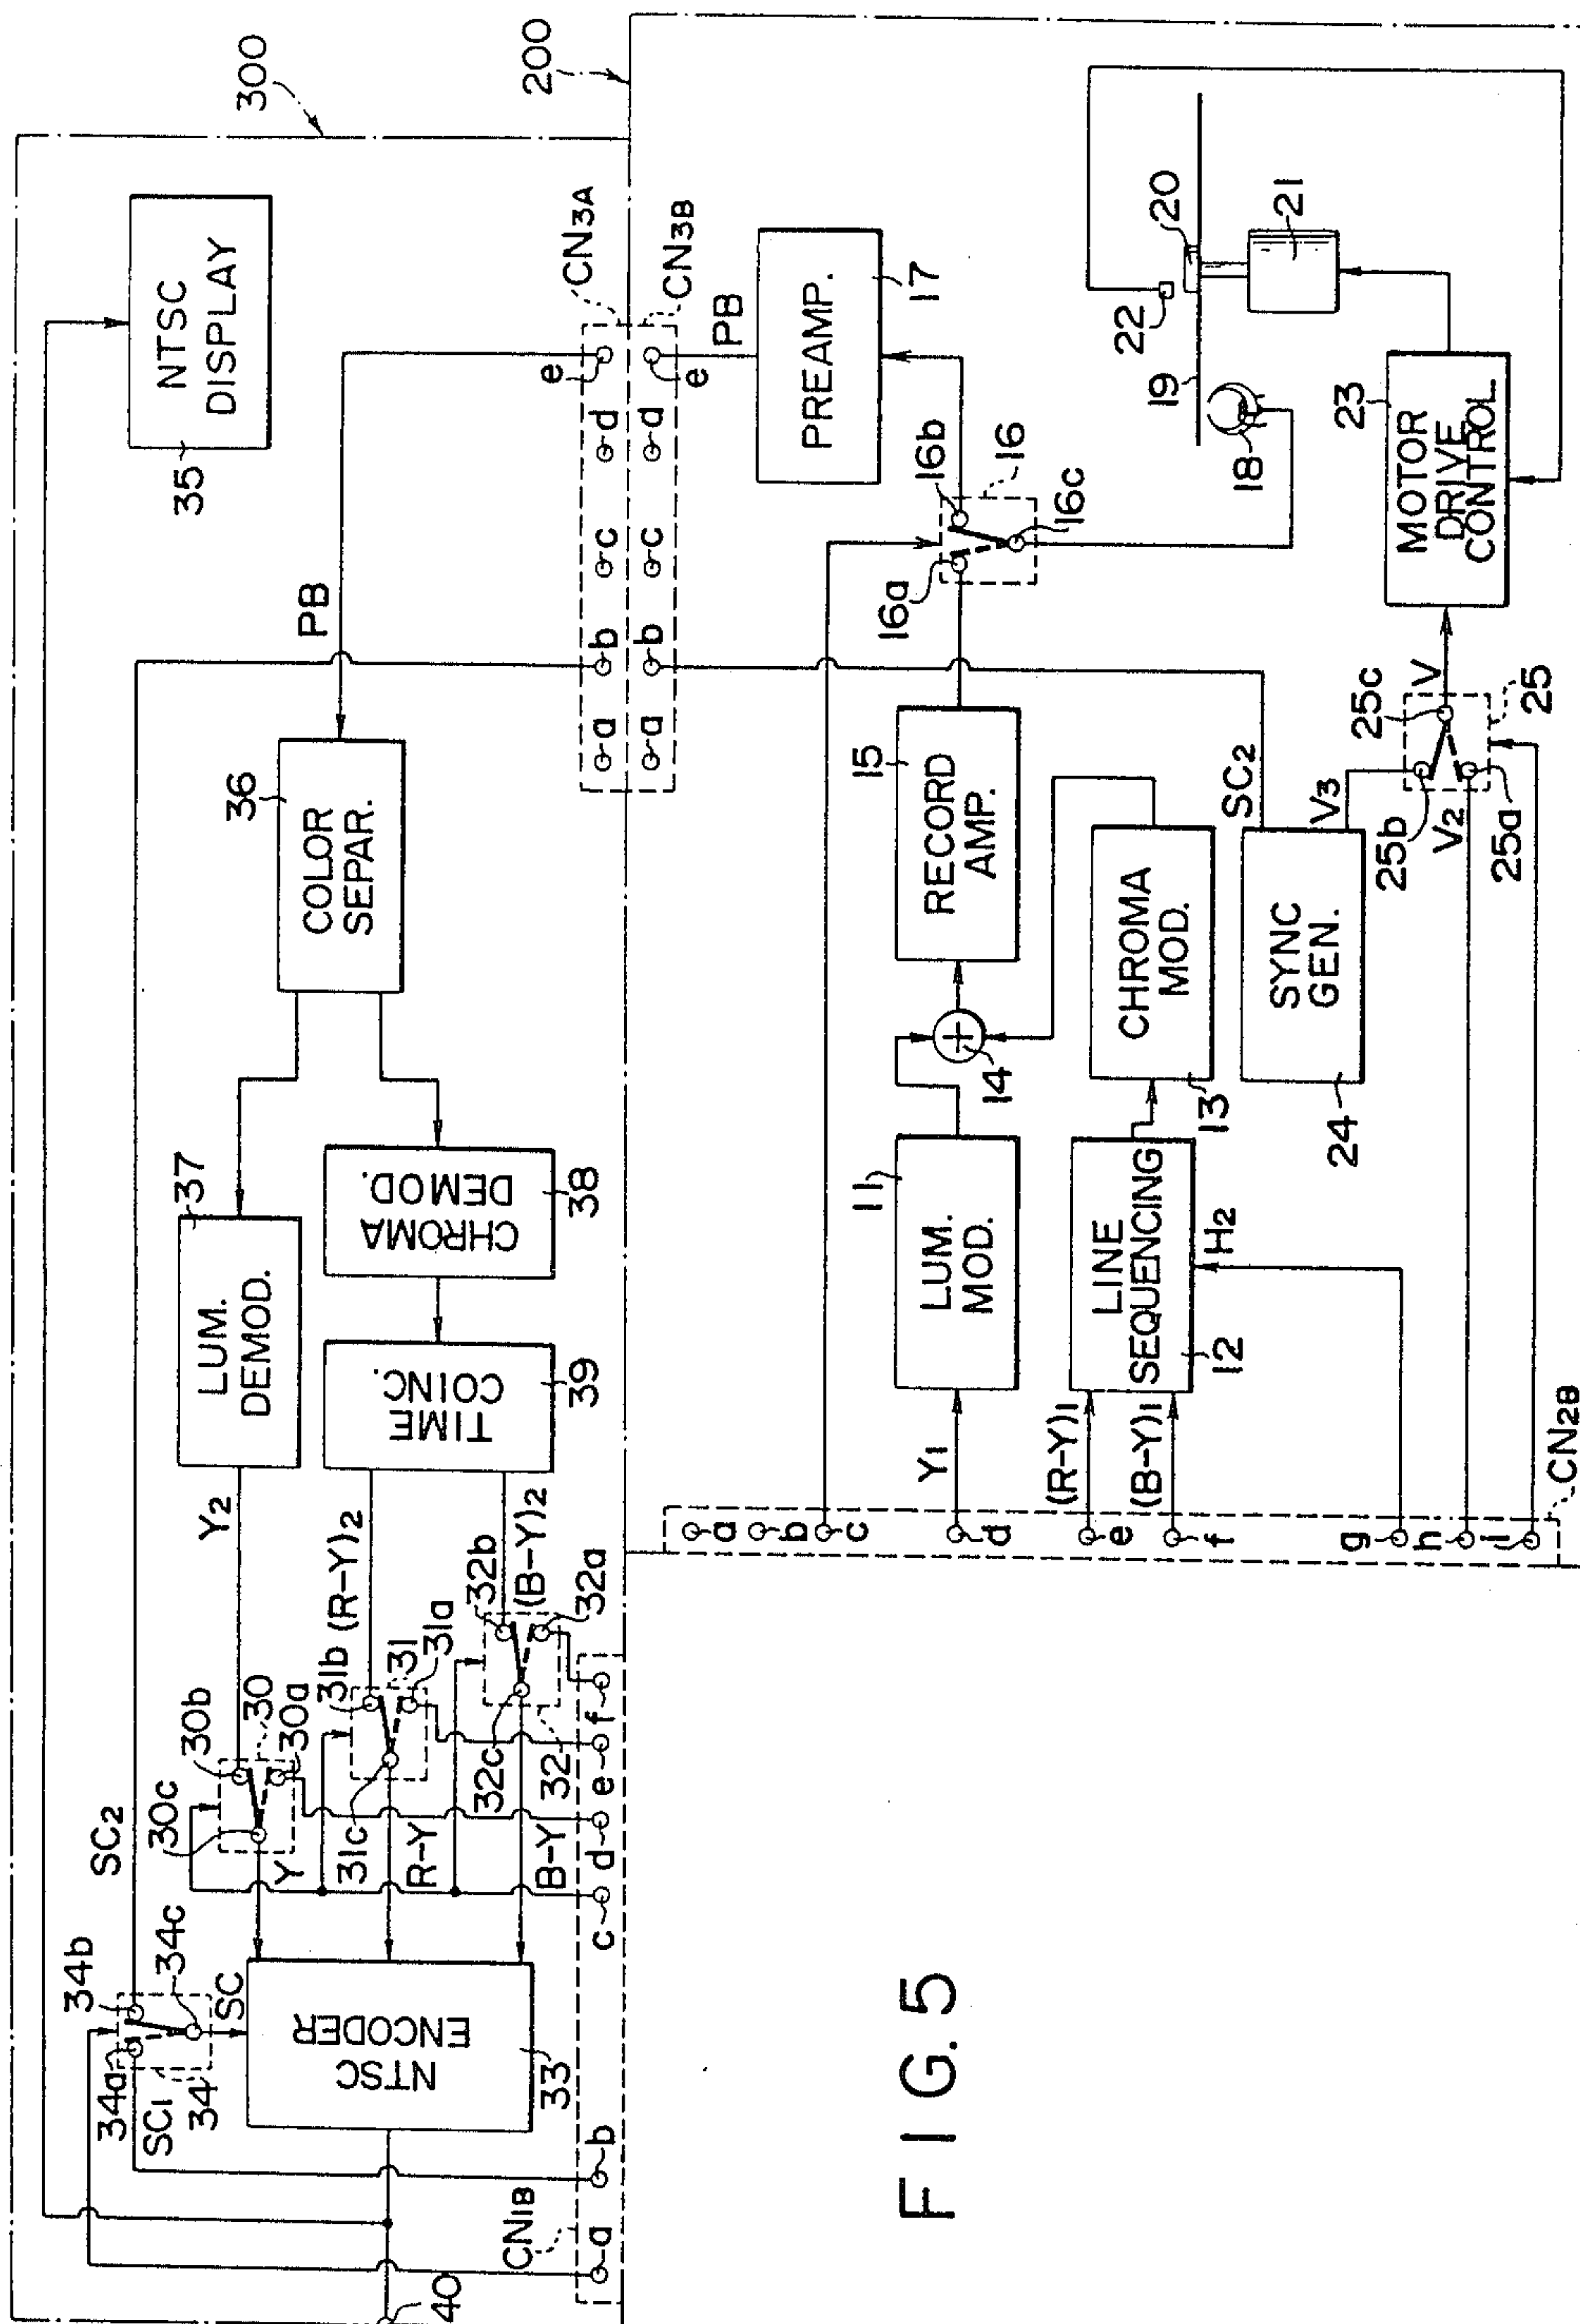 300
200
NTSC
DISPLAY
35
CN3A
CN3B
PB
PB
e
d
c
b
a
e
d
c
b
a
36
COLOR
SEPAR.
37
LUM.
DEMOD.
CHROMA
DEMOD.
38
TIME
COINC.
39
Y2
(R-Y)2
(B-Y)2
30b
30
30a
30c
31b
31
31a
31c
32b
32a
32c
32
SC2
Y
R-Y
B-Y
34b
34c
34a
34
SC1
SC
NTSC
ENCODER
33
40
CN1B
a
b
c
d
e
f
PREAMP.
17
16b
16
16c
16a
15
RECORD
AMP.
14
11
LUM.
MOD.
CHROMA
MOD.
13
LINE
SEQUENCING
12
H2
Y1
(R-Y)1
(B-Y)1
SYNC
GEN.
24
SC2
V3
V2
V
25b
25a
25c
25
MOTOR
DRIVE
CONTROL.
23
18
19
20
21
22
a
b
c
d
e
f
g
h
i
CN2B
FIG. 5